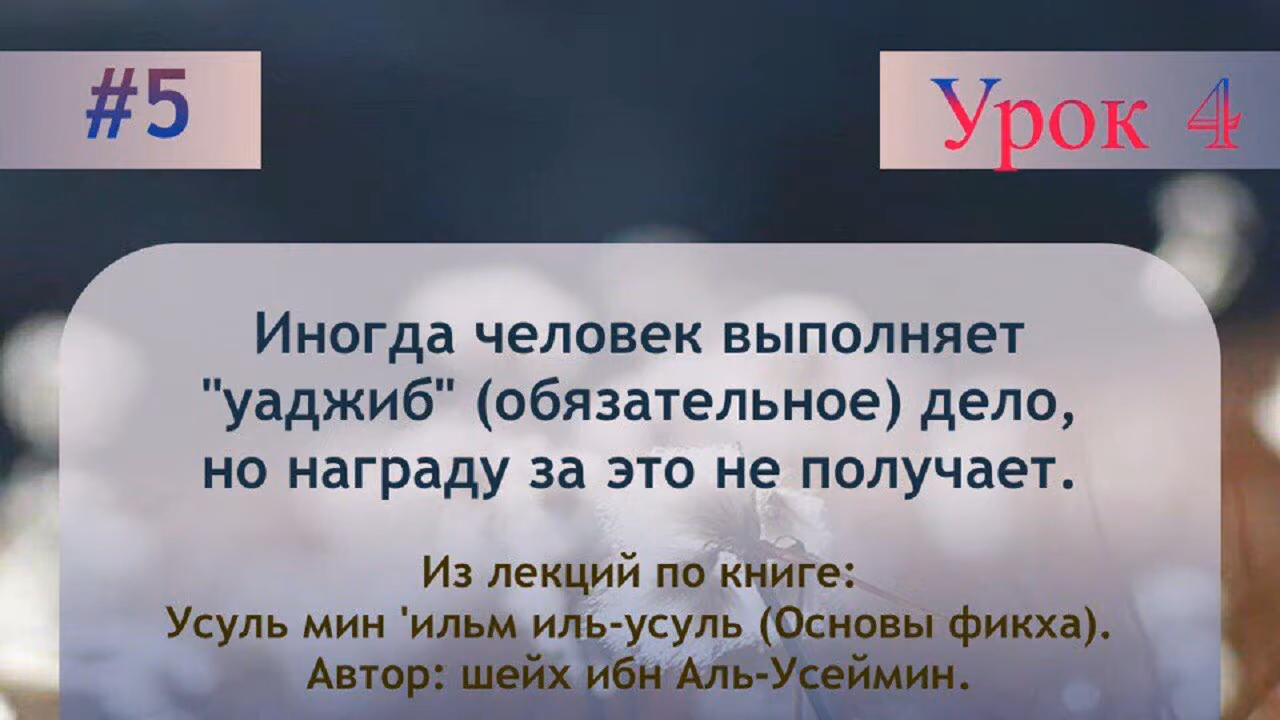 #5
Урок 4
Иногда человек выполняет
"уаджиб" (обязательное) дело,
но награду за это не получает.
Из лекций по книге:
Усуль мин 'ильм иль-усуль (Основы фикха).
Автор: шейх ибн Аль-Усеймин.